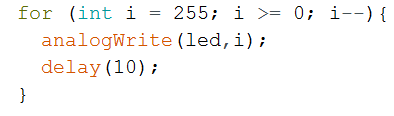 for (int i = 255; i >= 0; i--){
  analogWrite(led,i);
  delay(10);
}